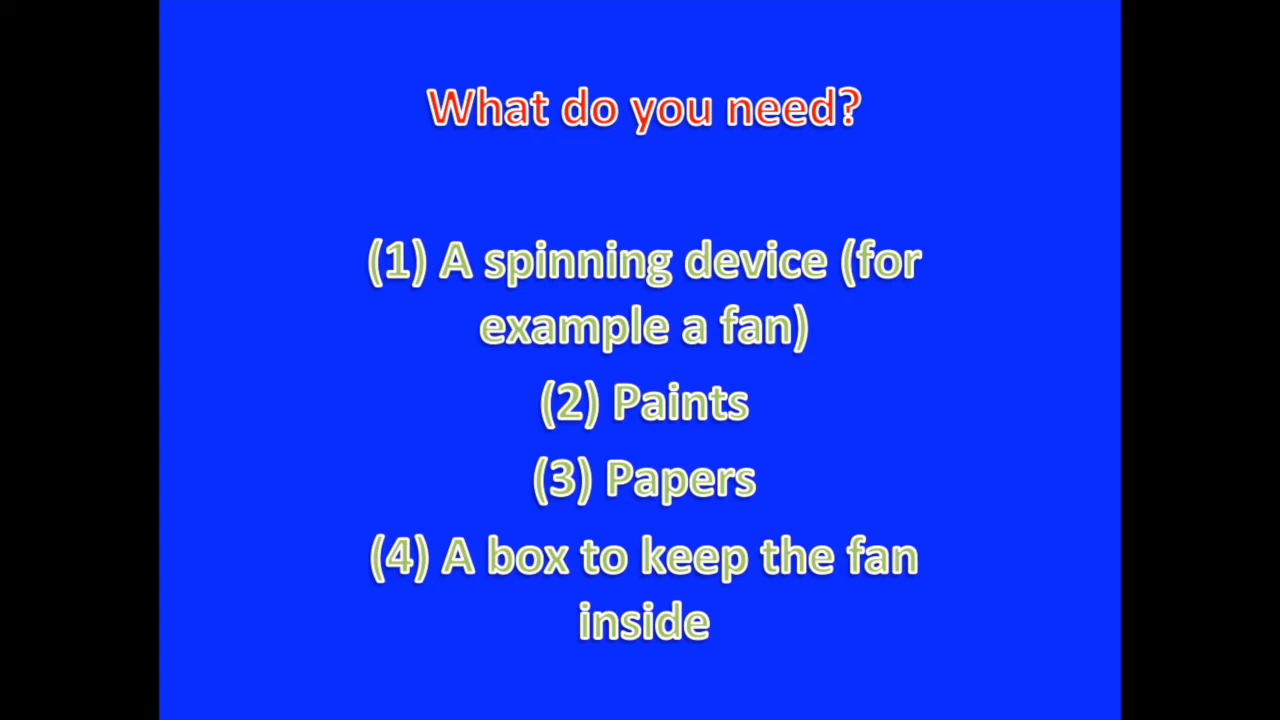 What do you need?
(1) A spinning device (for
example a fan)
(2) Paints
(3) Papers
(4) A box to keep the fan
inside